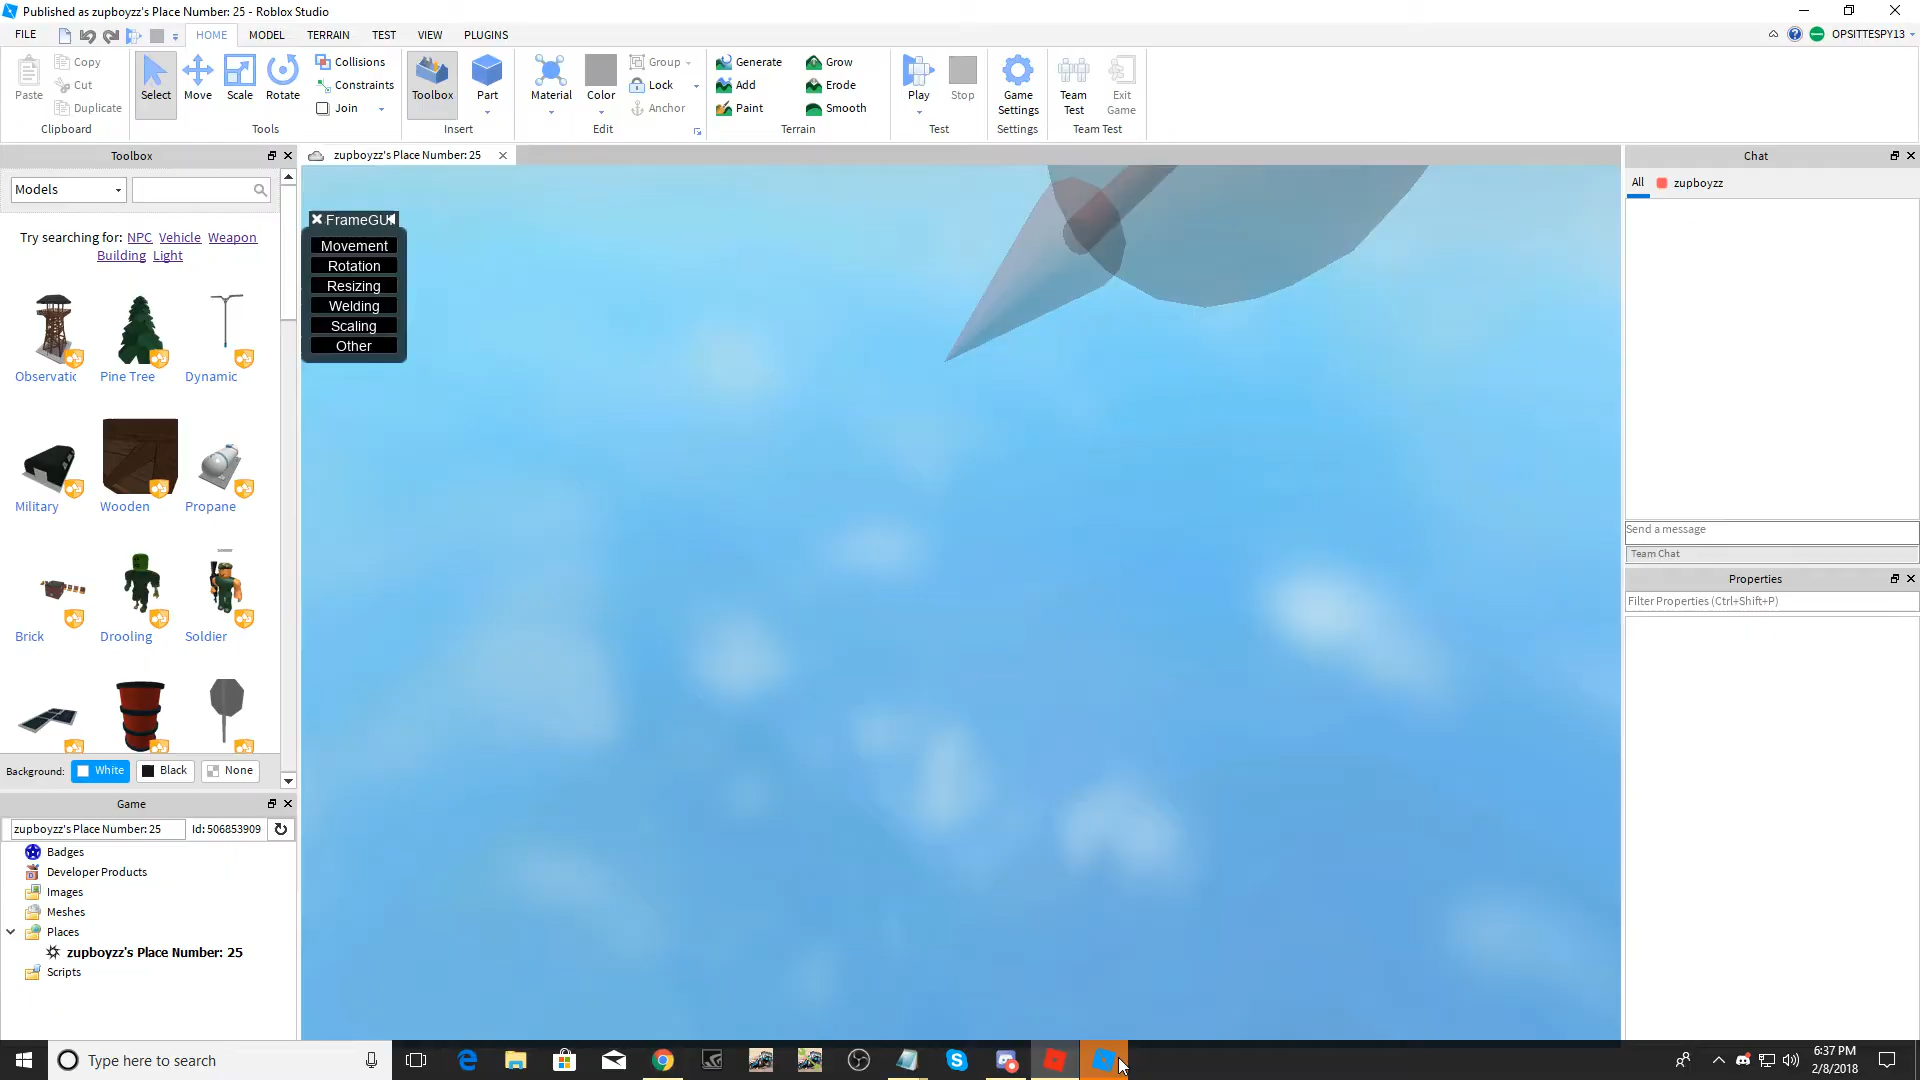 Published as zupboyzz's Place Number: 25 - Roblox Studio
FILE HOME MODEL TERRAIN TEST VIEW PLUGINS OPSITTESPY13
Paste Copy Cut Duplicate Clipboard
Select Move Scale Rotate Collisions Constraints Join Tools
Toolbox Part Insert
Material Color Group Lock Anchor Edit
Generate Add Paint Grow Erode Smooth Terrain
Play Stop Test
Game Settings Settings
Team Test Exit Game Team Test
Toolbox
Models
Try searching for: NPC Vehicle Weapon
Building Light
Observatic Pine Tree Dynamic
Military Wooden Propane
Brick Drooling Soldier
Background: White Black None
Game
zupboyzz's Place Number: 25 Id: 506853909
Badges
Developer Products
Images
Meshes
Places
zupboyzz's Place Number: 25
Scripts
zupboyzz's Place Number: 25
FrameGU
Movement
Rotation
Resizing
Welding
Scaling
Other
Chat
All zupboyzz
Send a message
Team Chat
Properties
Filter Properties (Ctrl+Shift+P)
Type here to search
6:37 PM
2/8/2018